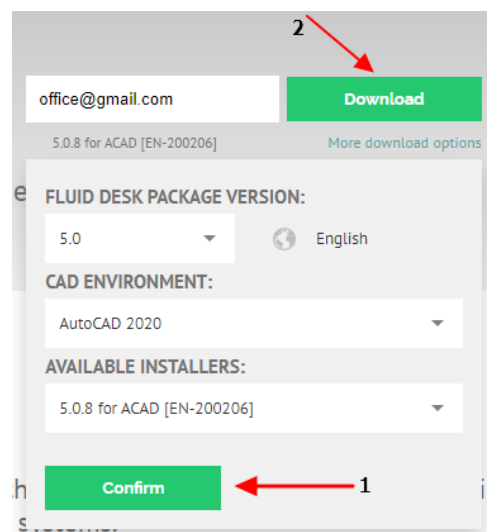 2
office@gmail.com Download
5.0.8 for ACAD [EN-200206] More download options
e
FLUID DESK PACKAGE VERSION:
5.0 English
CAD ENVIRONMENT:
AutoCAD 2020
AVAILABLE INSTALLERS:
5.0.8 for ACAD [EN-200206]
Confirm 1
h i
systems.